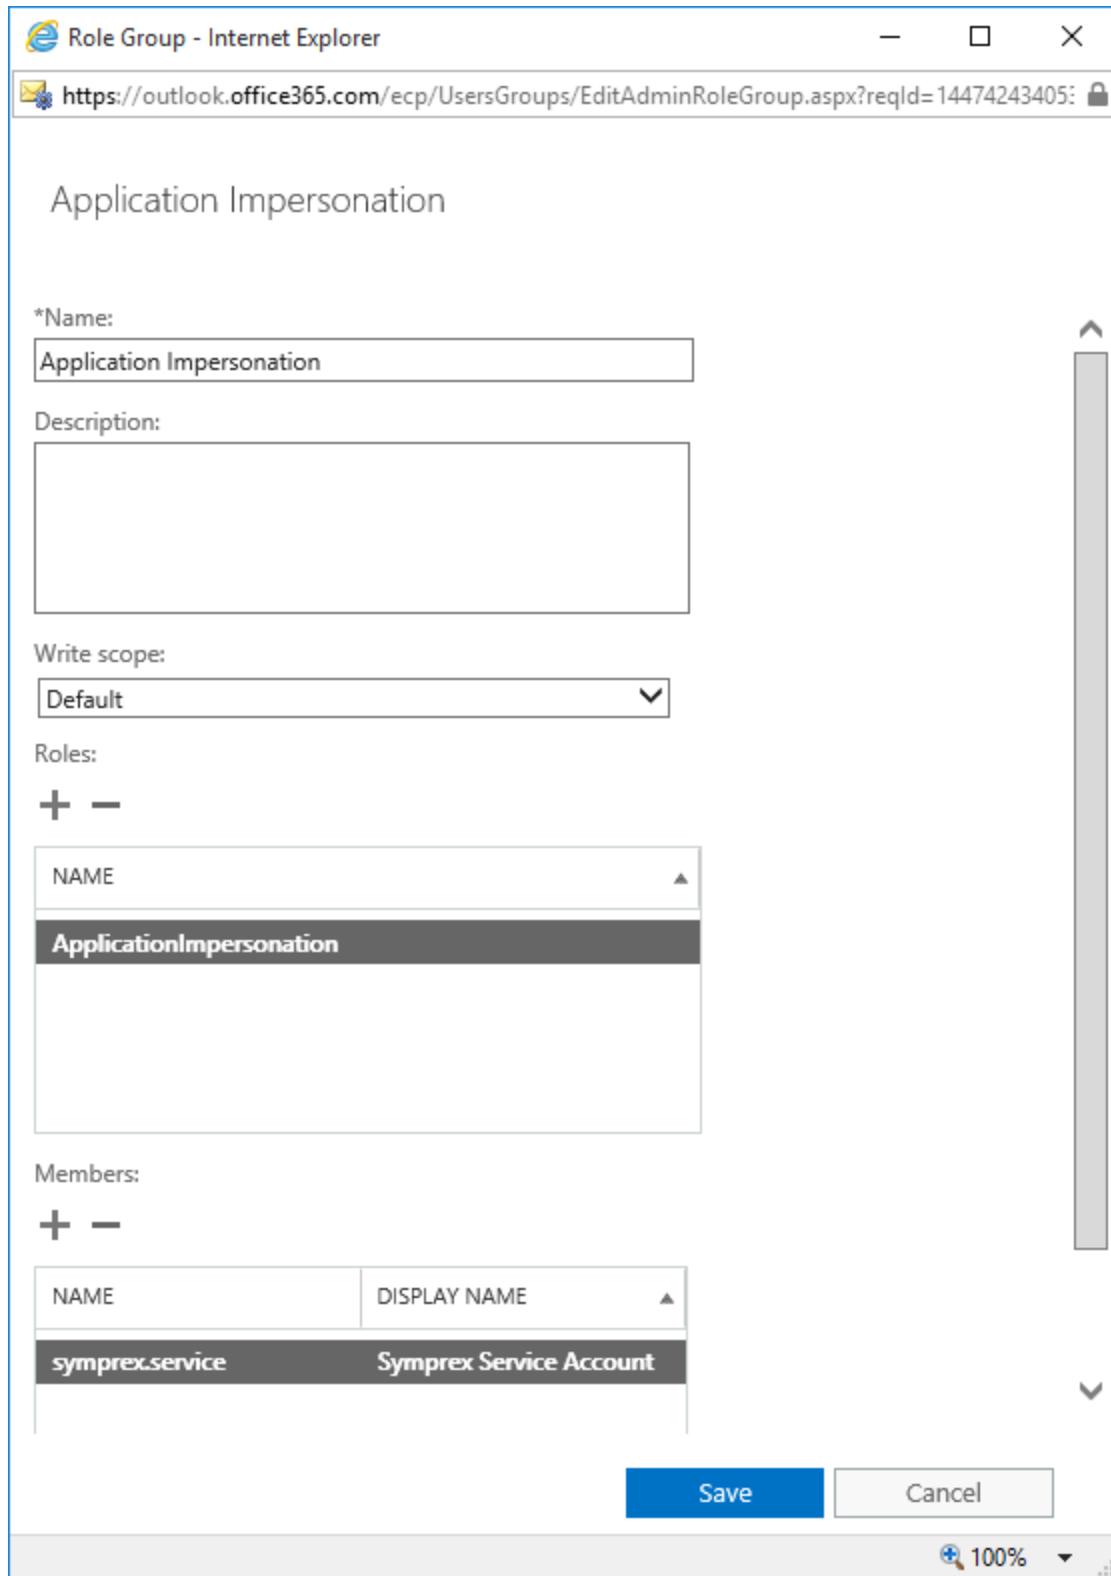 Role Group - Internet Explorer
https://outlook.office365.com/ecp/UsersGroups/EditAdminRoleGroup.aspx?reqId=144742434053
Application Impersonation
*Name:
Application Impersonation
Description:
Write scope:
Default
Roles:
NAME
ApplicationImpersonation
Members:
NAME DISPLAY NAME
symprex.service Symprex Service Account
Save Cancel
100%